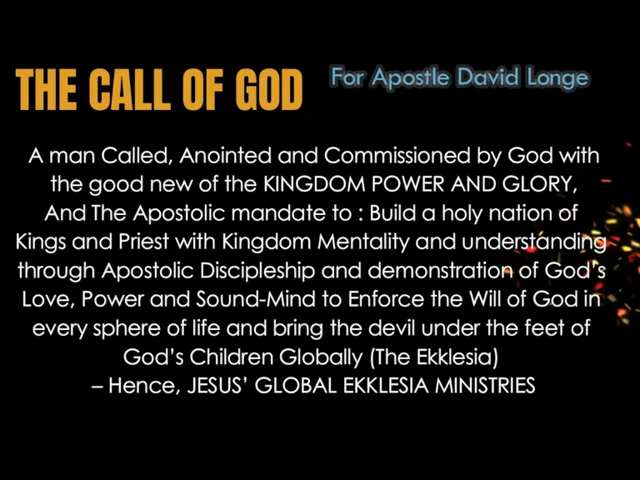 THE CALL OF GOD
For Apostle David Longe
A man Called, Anointed and Commissioned by God with
the good new of the KINGDOM POWER AND GLORY,
And The Apostolic mandate to : Build a holy nation of
Kings and Priest with Kingdom Mentality and understanding
through Apostolic Discipleship and demonstration of God's
Love, Power and Sound-Mind to Enforce the Will of God in
every sphere of life and bring the devil under the feet of
God's Children Globally (The Ekklesia)
– Hence, JESUS' GLOBAL EKKLESIA MINISTRIES